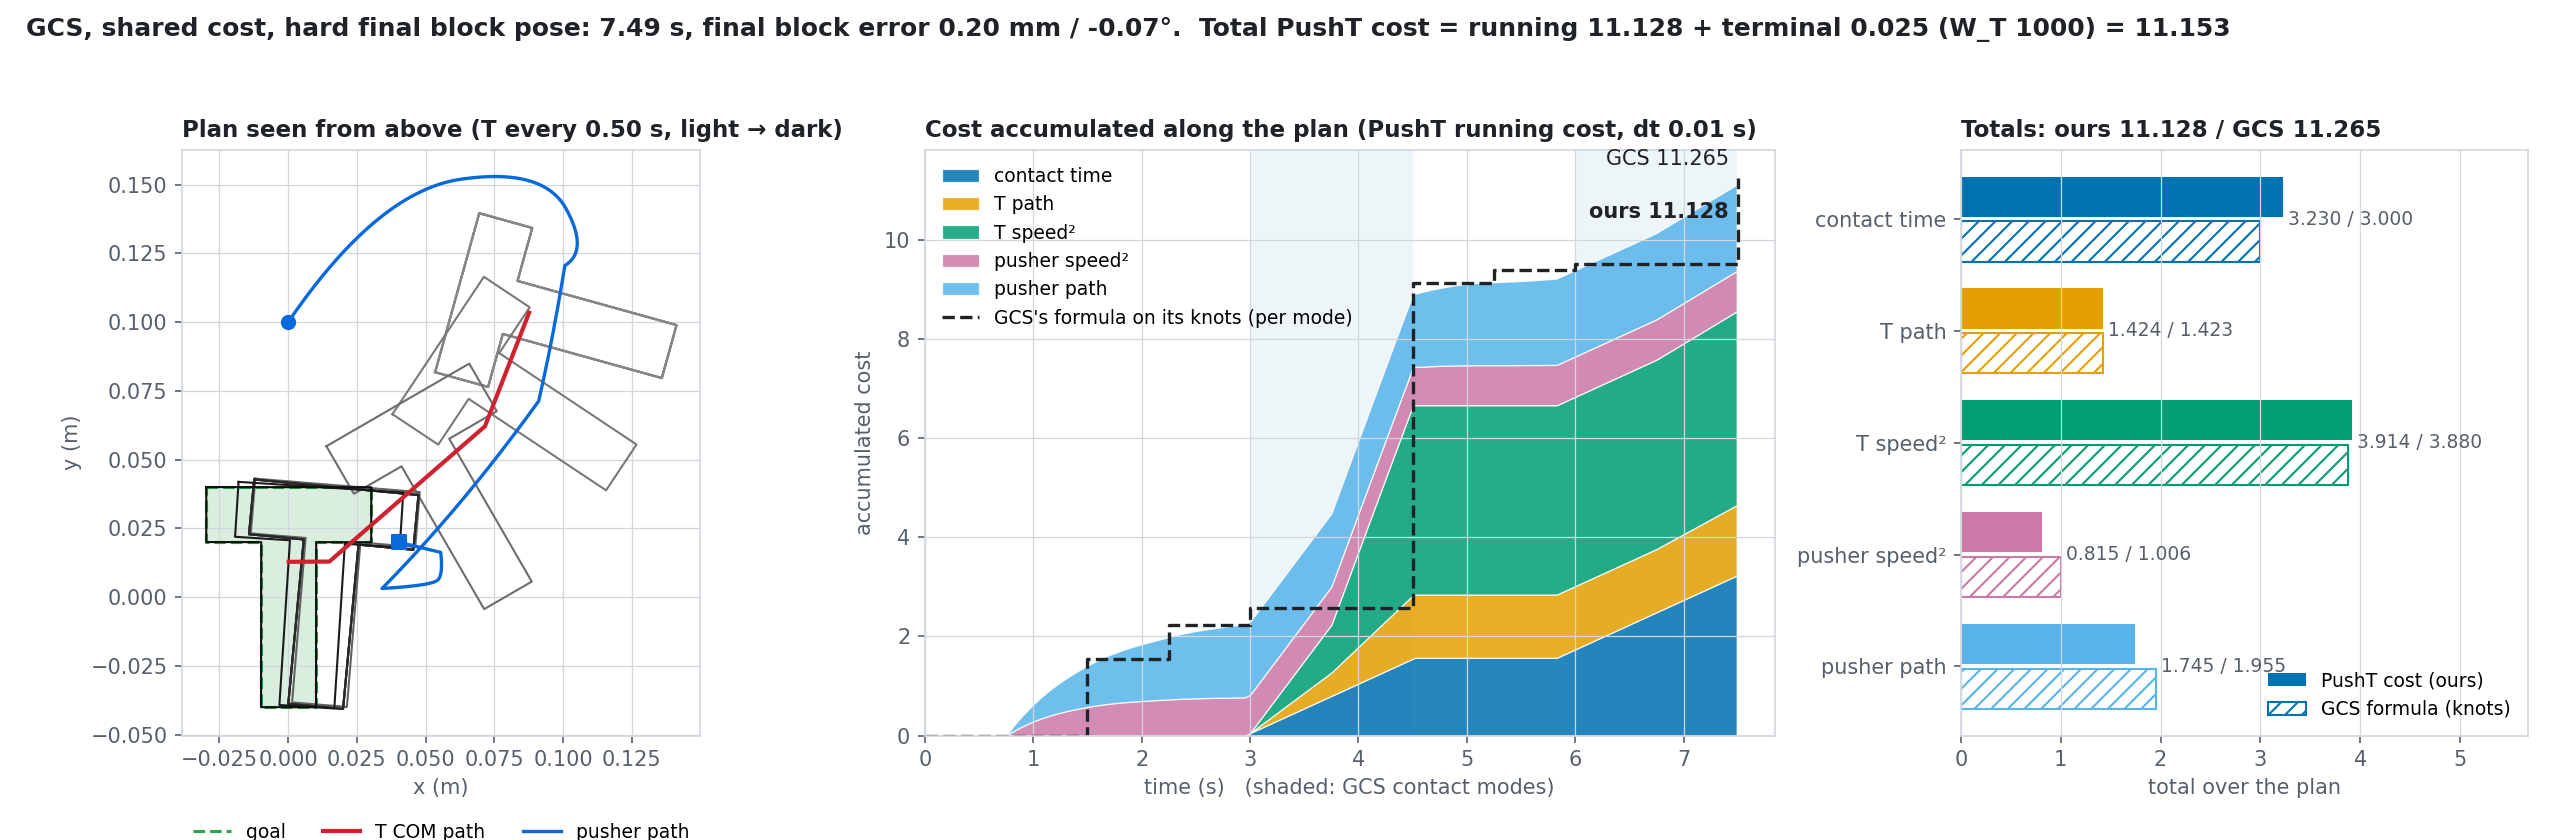 GCS, shared cost, hard final block pose: 7.49 s, final block error 0.20 mm / -0.07°.  Total PushT cost = running 11.128 + terminal 0.025 (W_T 1000) = 11.153
Plan seen from above (T every 0.50 s, light → dark)
0.150
0.125
0.100
0.075
0.050
0.025
0.000
−0.025
−0.050
y (m)
−0.025 0.000 0.025 0.050 0.075 0.100 0.125
x (m)
goal T COM path pusher path
Cost accumulated along the plan (PushT running cost, dt 0.01 s)
contact time
T path
T speed²
pusher speed²
pusher path
GCS's formula on its knots (per mode)
GCS 11.265
ours 11.128
10
8
6
4
2
0
accumulated cost
0 1 2 3 4 5 6 7
time (s)   (shaded: GCS contact modes)
Totals: ours 11.128 / GCS 11.265
contact time 3.230 / 3.000
T path 1.424 / 1.423
T speed² 3.914 / 3.880
pusher speed² 0.815 / 1.006
pusher path 1.745 / 1.955
PushT cost (ours)
GCS formula (knots)
0 1 2 3 4 5
total over the plan